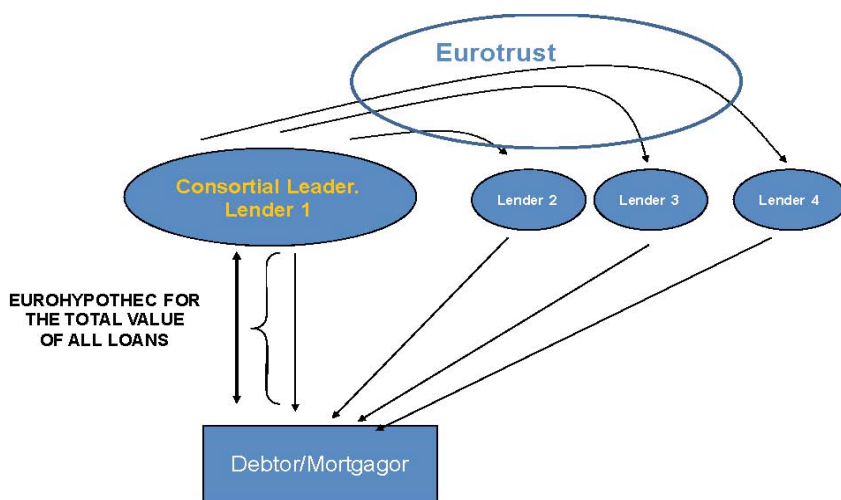 Eurotrust
Consortial Leader.
Lender 1
Lender 2
Lender 3
Lender 4
EUROHYPOTHEC FOR
THE TOTAL VALUE
OF ALL LOANS
Debtor/Mortgagor